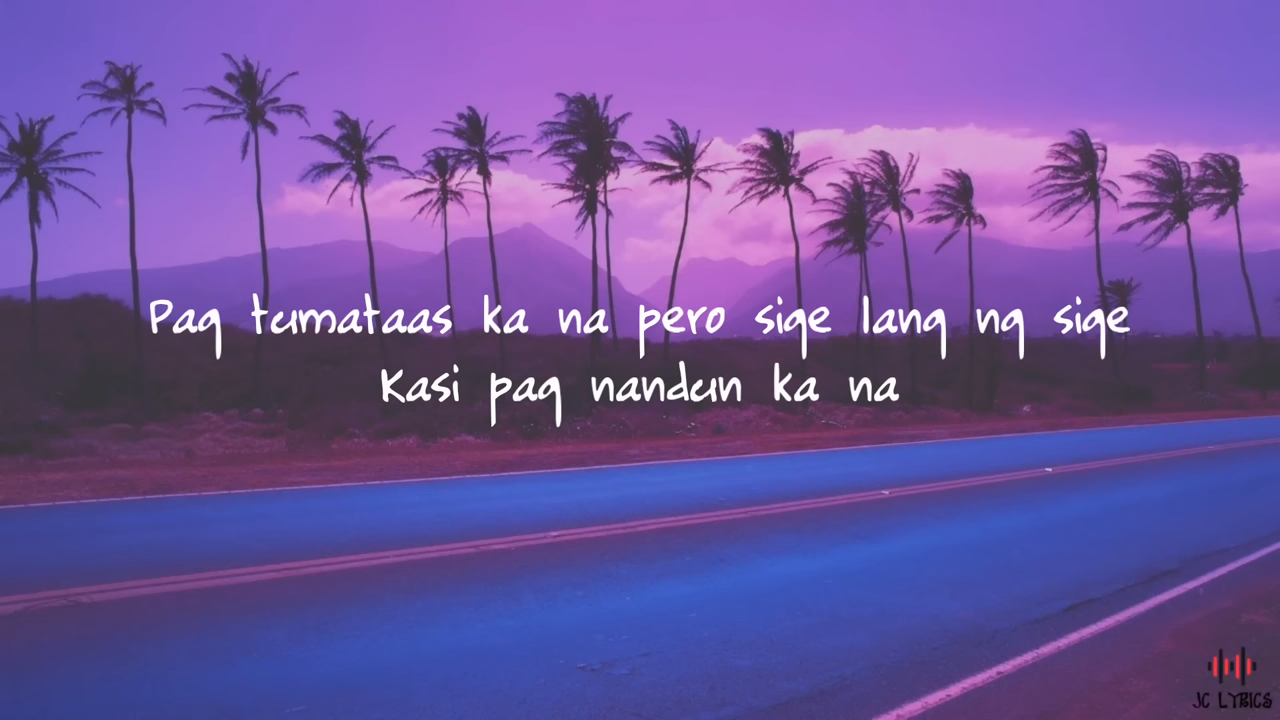 Pag tumataas ka na pero sige lang ng sige
Kasi pag nandun ka na
JC LYRICS